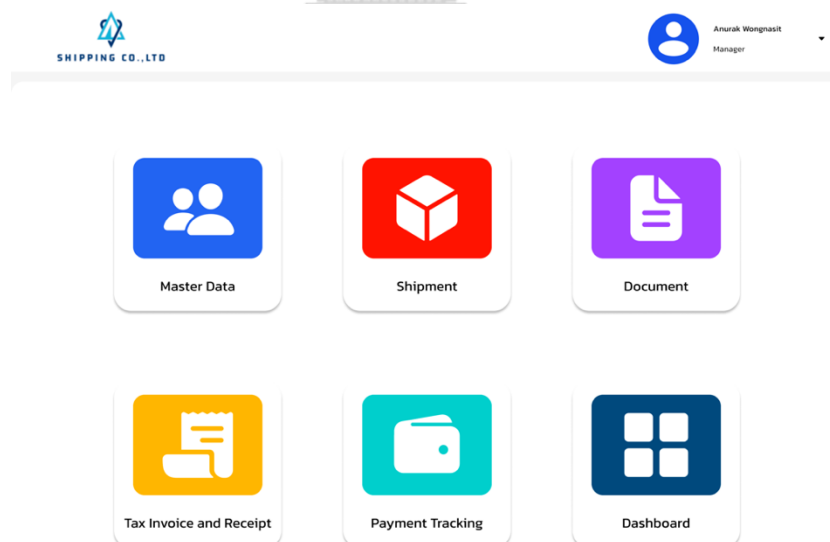 SHIPPING CO.,LTD
Anurak Wongnasit
Manager
Master Data
Shipment
Document
Tax Invoice and Receipt
Payment Tracking
Dashboard